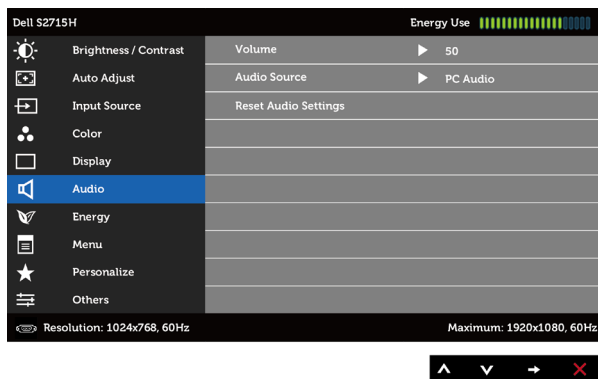 Dell S2715H Energy Use
Brightness / Contrast Volume 50
Auto Adjust Audio Source PC Audio
Input Source Reset Audio Settings
Color
Display
Audio
Energy
Menu
Personalize
Others
Resolution: 1024x768, 60Hz Maximum: 1920x1080, 60Hz